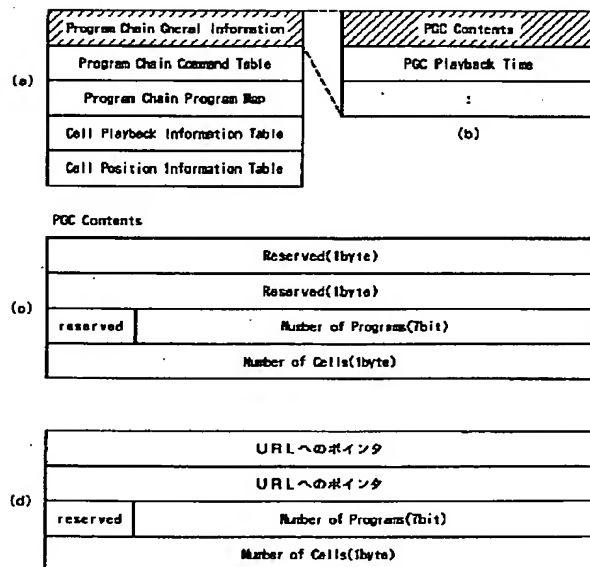 Program Chain Gneral Information
PGC Contents
(a)
Program Chain Command Table
PGC Playback Time
Program Chain Program Map
:
Cell Playback Information Table
(b)
Cell Position Information Table
PGC Contents
(c)
Reserved(1byte)
Reserved(1byte)
reserved
Number of Programs(7bit)
Number of Cells(1byte)
(d)
URLへのポインタ
URLへのポインタ
reserved
Number of Programs(7bit)
Number of Cells(1byte)